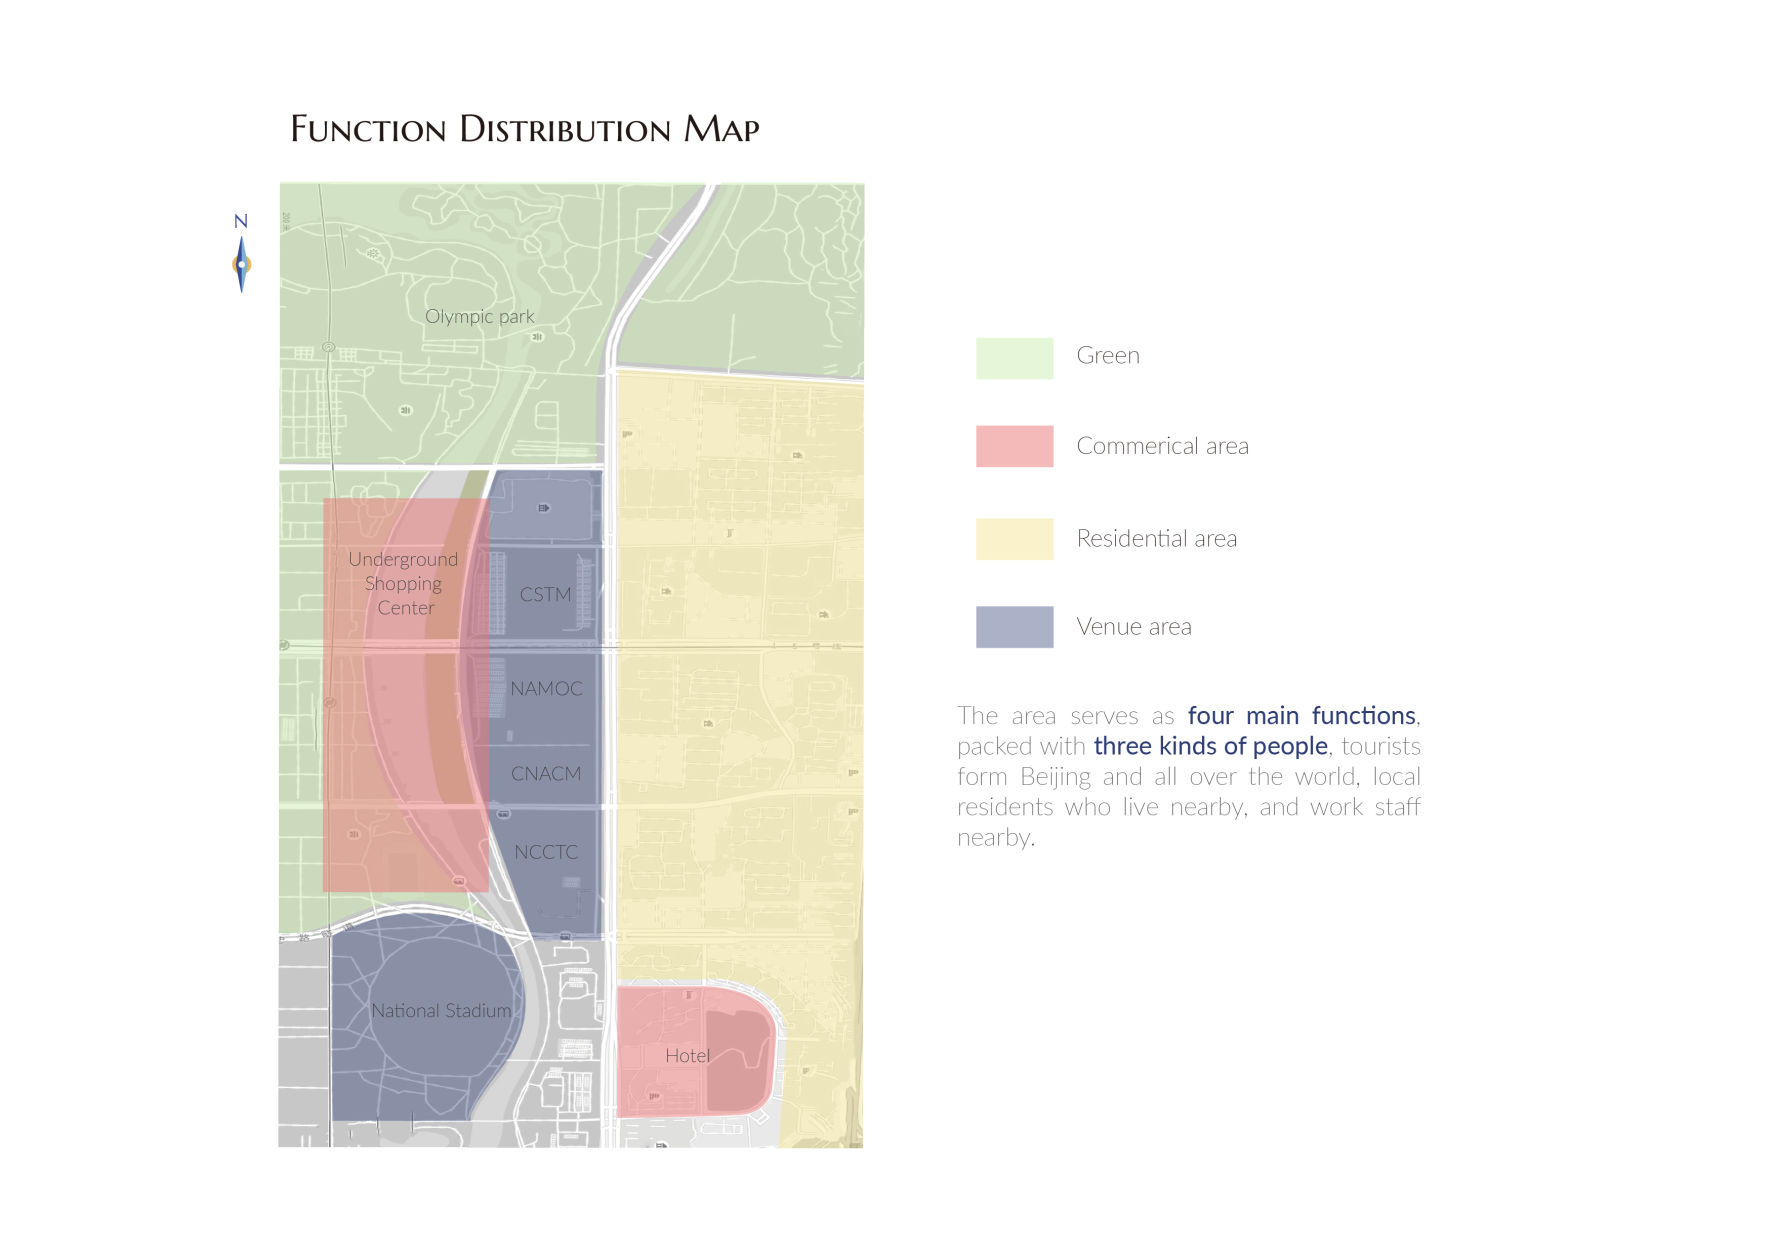 Function Distribution Map
N
200 米
Olympic park
Underground
Shopping
Center
CSTM
NAMOC
CNACM
NCCTC
National Stadium
Hotel
Green
Commerical area
Residential area
Venue area
The area serves as four main functions,
packed with three kinds of people, tourists
form Beijing and all over the world, local
residents who live nearby, and work staff
nearby.